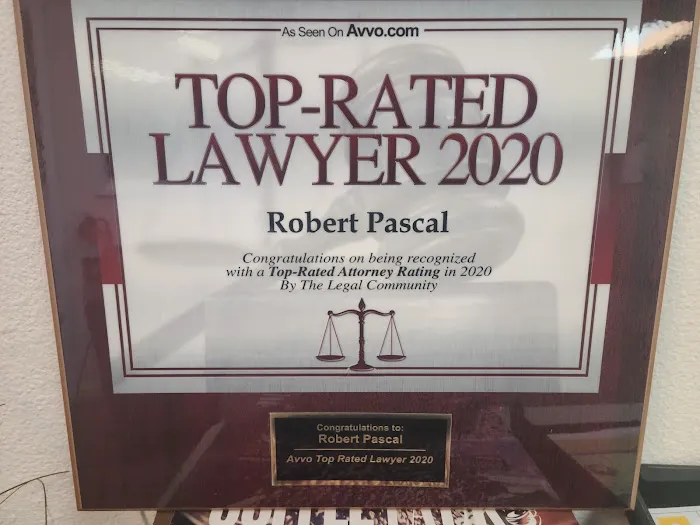 As Seen On Avvo.com
TOP-RATED
LAWYER 2020
Robert Pascal
Congratulations on being recognized
with a Top-Rated Attorney Rating in 2020
By The Legal Community
Congratulations to:
Robert Pascal
Avvo Top Rated Lawyer 2020